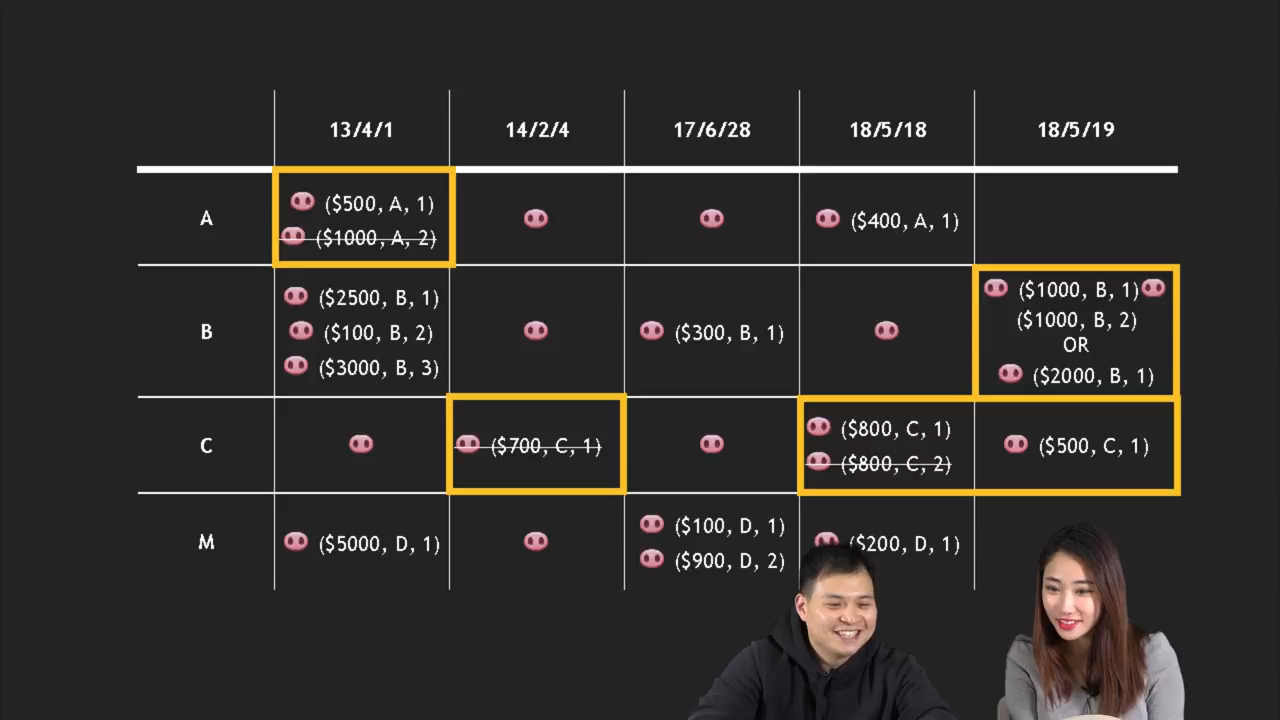 13/4/1 14/2/4 17/6/28 18/5/18 18/5/19
A
($500, A, 1)
($1000, A, 2)
($400, A, 1)
B
($2500, B, 1)
($100, B, 2)
($3000, B, 3)
($300, B, 1)
($1000, B, 1)
($1000, B, 2)
OR
($2000, B, 1)
C
($700, C, 1)
($800, C, 1)
($800, C, 2)
($500, C, 1)
M
($5000, D, 1)
($100, D, 1)
($900, D, 2)
($200, D, 1)